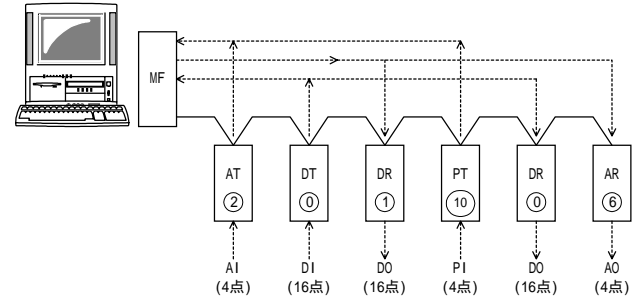 MF
AT DT DR PT DR AR
2 0 1 10 0 6
AI DI DO PI DO AO
(4点) (16点) (16点) (4点) (16点) (4点)